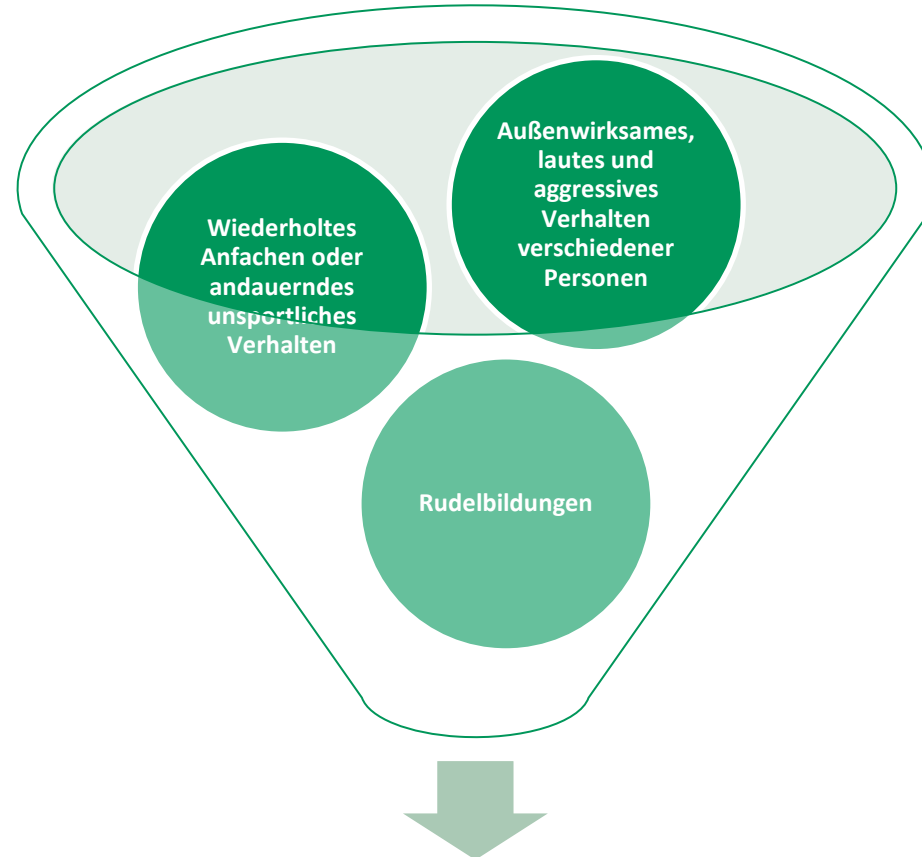 Außenwirksames,
lautes und
aggressives
Verhalten
verschiedener
Personen
Wiederholtes
Anfachen oder
andauerndes
unsportliches
Verhalten
Rudelbildungen